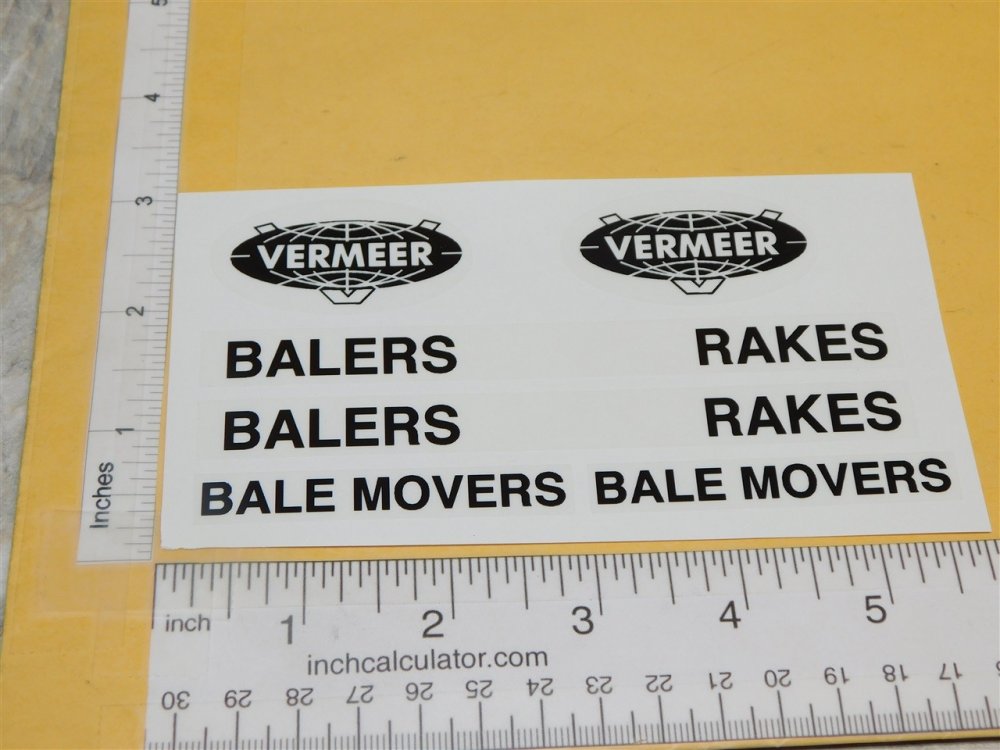 5
4
3
2
1
Inches
VERMEER VERMEER
BALERS RAKES
BALERS RAKES
BALE MOVERS BALE MOVERS
inch 1 2 3 4 5
inchcalculator.com
30 29 28 27 26 25 24 23 22 21 20 19 18 17